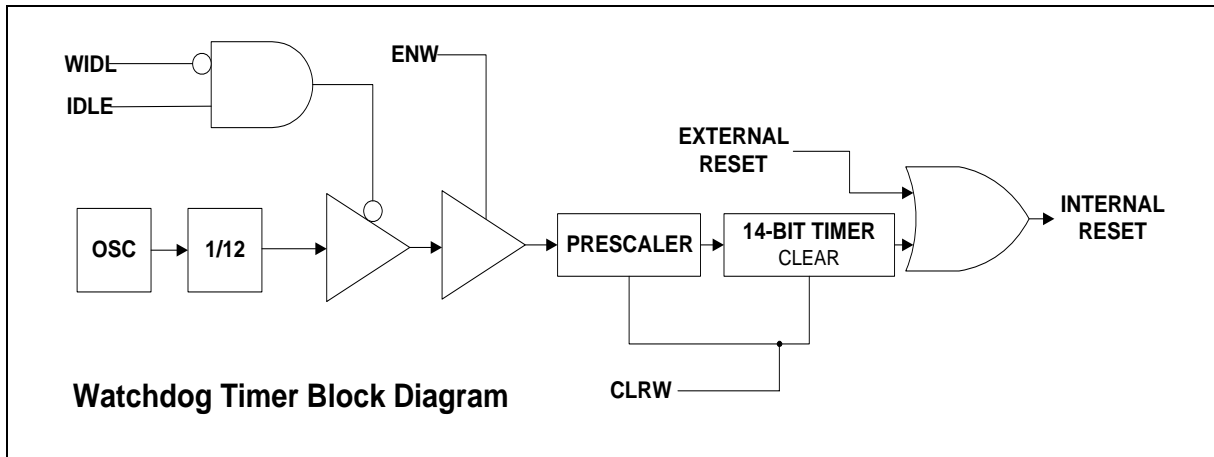 WIDL
IDLE
ENW
EXTERNAL
RESET
INTERNAL
RESET
OSC
1/12
PRESCALER
14-BIT TIMER
CLEAR
CLRW
Watchdog Timer Block Diagram